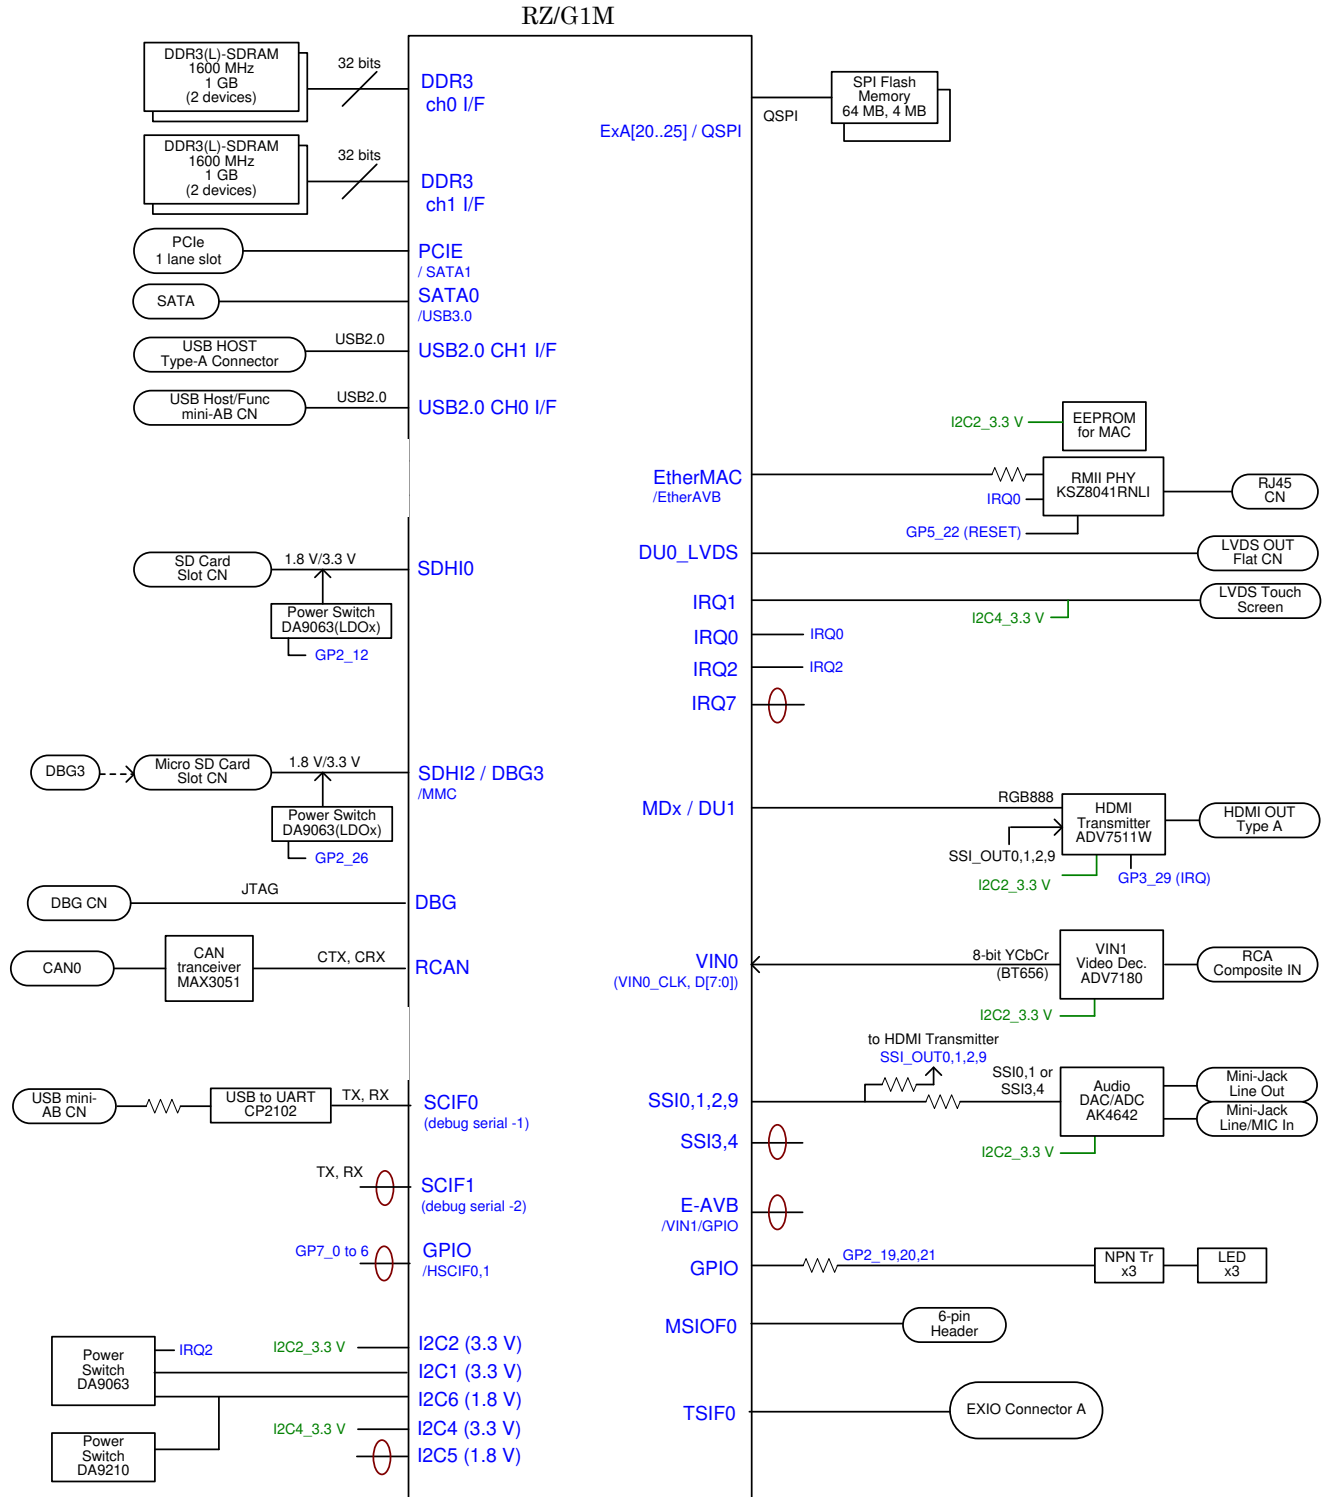 RZ/G1M
DDR3(L)-SDRAM
1600 MHz
1 GB
(2 devices)
32 bits
DDR3
ch0 I/F
DDR3(L)-SDRAM
1600 MHz
1 GB
(2 devices)
32 bits
DDR3
ch1 I/F
PCIe
1 lane slot
PCIE
/ SATA1
SATA
SATA0
/USB3.0
USB HOST
Type-A Connector
USB2.0
USB2.0 CH1 I/F
USB Host/Func
mini-AB CN
USB2.0
USB2.0 CH0 I/F
SD Card
Slot CN
1.8 V/3.3 V
SDHI0
Power Switch
DA9063(LDOx)
GP2_12
DBG3
Micro SD Card
Slot CN
1.8 V/3.3 V
SDHI2 / DBG3
/MMC
Power Switch
DA9063(LDOx)
GP2_26
DBG CN
JTAG
DBG
CAN0
CAN
tranceiver
MAX3051
CTX, CRX
RCAN
USB mini-
AB CN
USB to UART
CP2102
TX, RX
SCIF0
(debug serial -1)
TX, RX
SCIF1
(debug serial -2)
GP7_0 to 6
GPIO
/HSCIF0,1
Power
Switch
DA9063
IRQ2
I2C2_3.3 V
I2C2 (3.3 V)
I2C1 (3.3 V)
I2C6 (1.8 V)
I2C4_3.3 V
I2C4 (3.3 V)
I2C5 (1.8 V)
Power
Switch
DA9210
ExA[20..25] / QSPI
QSPI
SPI Flash
Memory
64 MB, 4 MB
I2C2_3.3 V
EEPROM
for MAC
EtherMAC
/EtherAVB
RMII PHY
KSZ8041RNLI
IRQ0
GP5_22 (RESET)
RJ45
CN
DU0_LVDS
LVDS OUT
Flat CN
IRQ1
I2C4_3.3 V
LVDS Touch
Screen
IRQ0
IRQ0
IRQ2
IRQ2
IRQ7
MDx / DU1
RGB888
HDMI
Transmitter
ADV7511W
SSI_OUT0,1,2,9
I2C2_3.3 V
GP3_29 (IRQ)
HDMI OUT
Type A
VIN0
(VIN0_CLK, D[7:0])
8-bit YCbCr
(BT656)
VIN1
Video Dec.
ADV7180
I2C2_3.3 V
RCA
Composite IN
to HDMI Transmitter
SSI_OUT0,1,2,9
SSI0,1,2,9
SSI0,1 or
SSI3,4
Audio
DAC/ADC
AK4642
I2C2_3.3 V
Mini-Jack
Line Out
Mini-Jack
Line/MIC In
SSI3,4
E-AVB
/VIN1/GPIO
GPIO
GP2_19,20,21
NPN Tr
x3
LED
x3
MSIOF0
6-pin
Header
TSIF0
EXIO Connector A